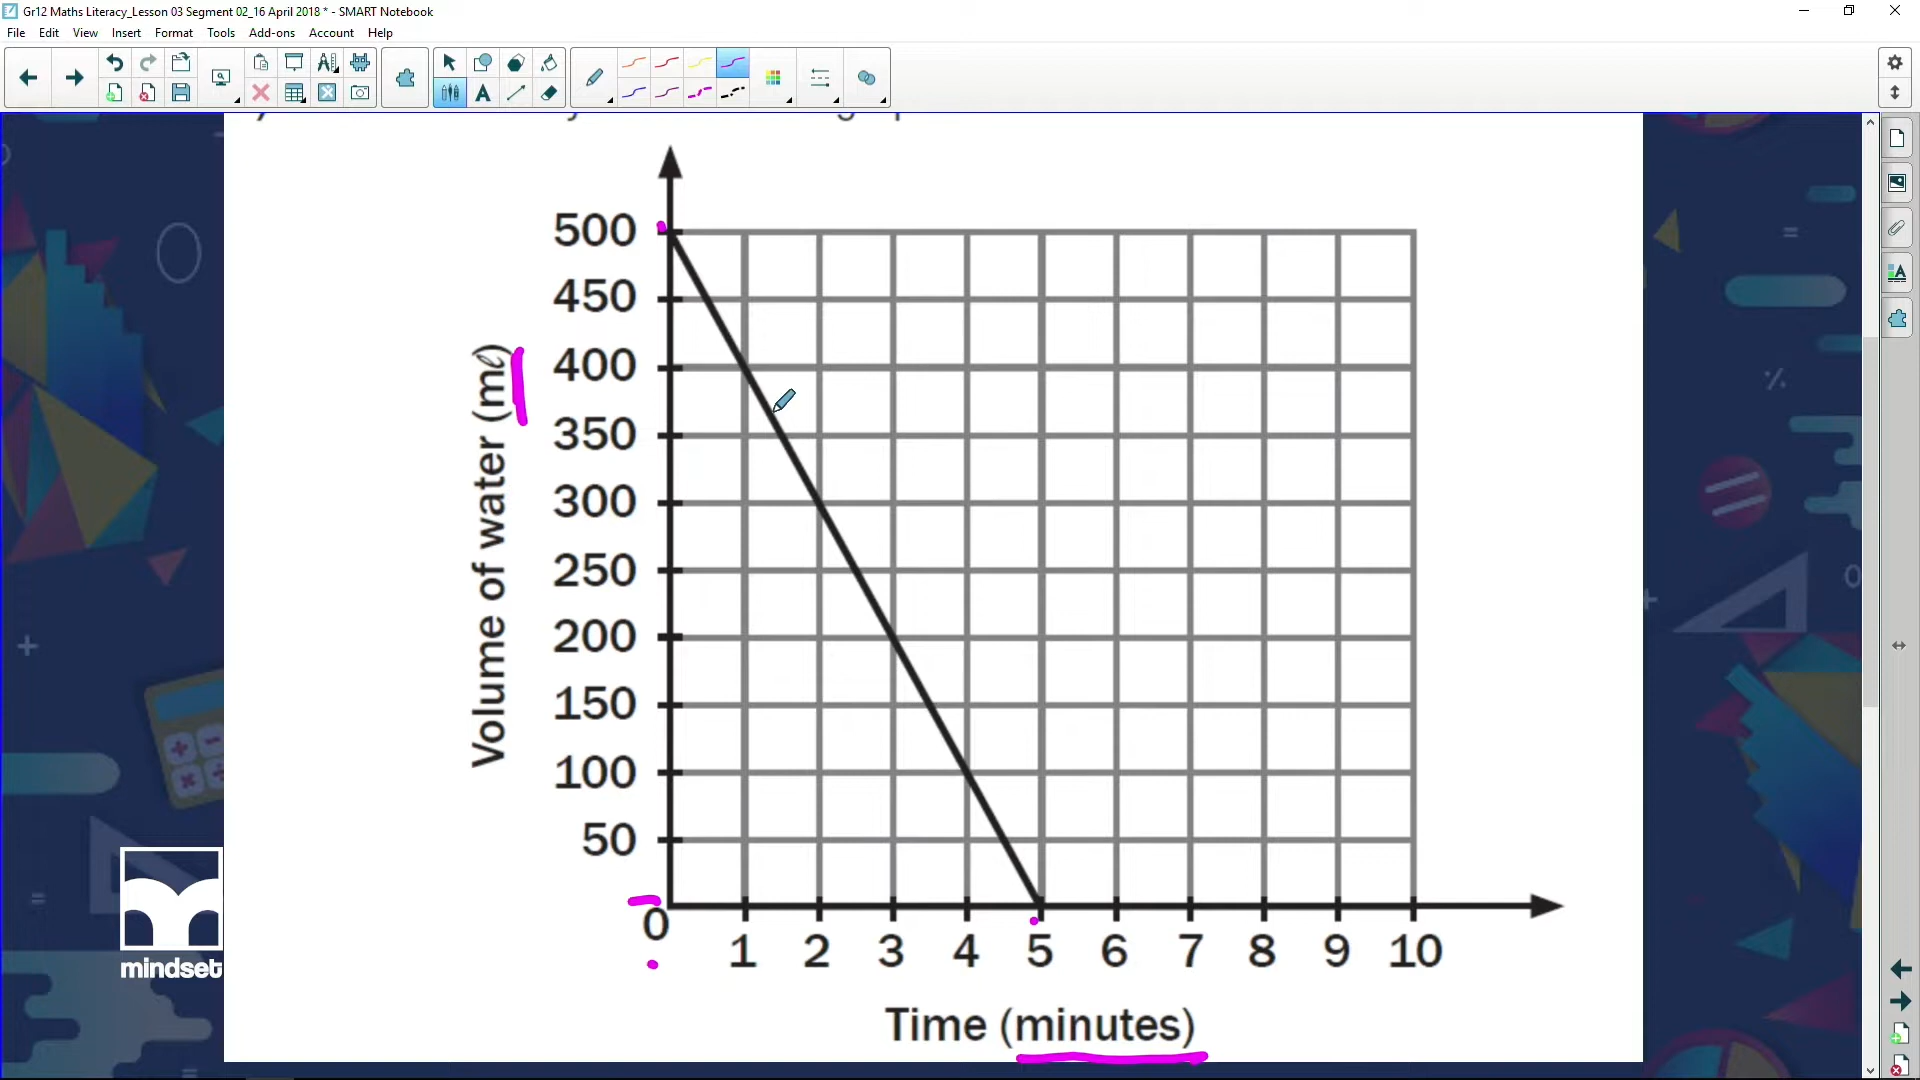 Gr12 Maths Literacy_Lesson 03 Segment 02_16 April 2018 * - SMART Notebook
File Edit View Insert Format Tools Add-ons Account Help
500
450
400
350
300
250
200
150
100
50
0
Volume of water (mℓ)
1 2 3 4 5 6 7 8 9 10
Time (minutes)
mindset